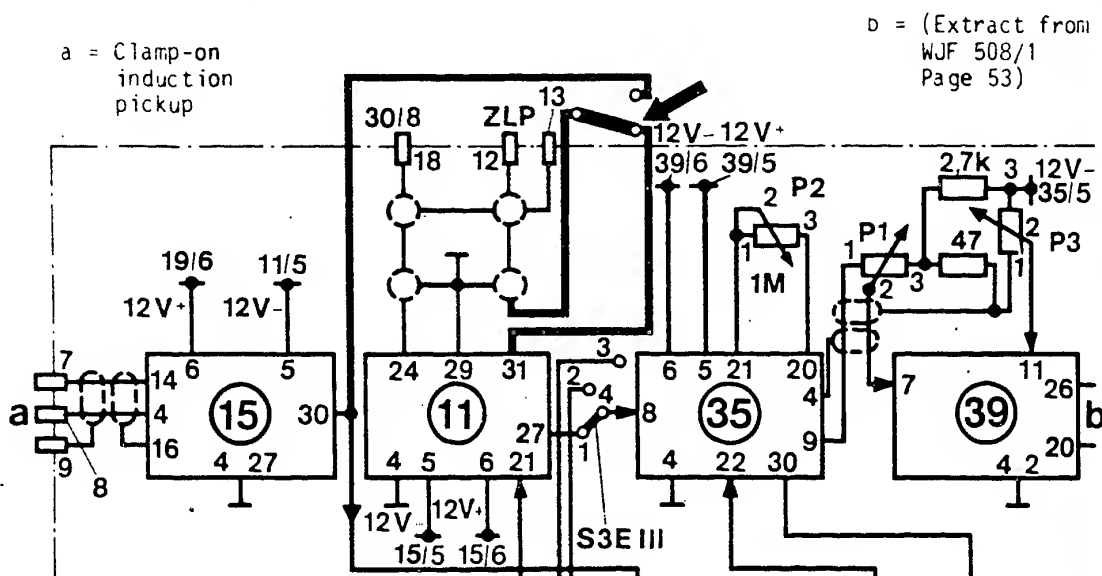 a = Clamp-on
induction
pickup
b = (Extract from
WJF 508/1
Page 53)
13
30/8 ZLP
18 12
12V- 12V+
39/6 39/5
2,7k 3 12V-
35/5
2 P2
3
1
1M
P1
1
2
3
47
2
P3
1
19/6 11/5
12V+ 12V-
7
a
8
9
14 6 5
4 15 30
16
4 27
24 29 31
11 27
4 5 6 21
12V- 12V+
15/5 15/6
3
2
4
1
S3E III
6 5 21 20
8 35 4
9
4 22 30
7 11 26
39 b
20
4 2